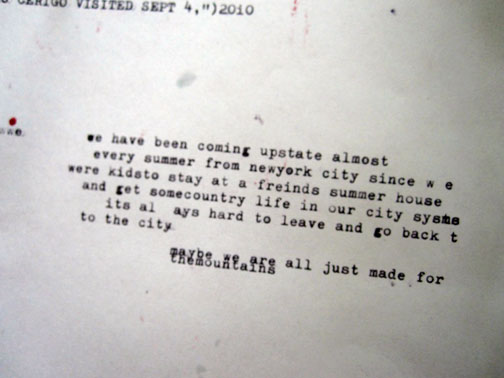 CERIGO VISITED SEPT 4,")2010
we have been coming upstate almost
every summer from newyork city since w e
were kidsto stay at a freinds summer house
and get somecountry life in our city sysms
its al ays hard to leave and go back t
to the city
maybe we are all just made for
themountains